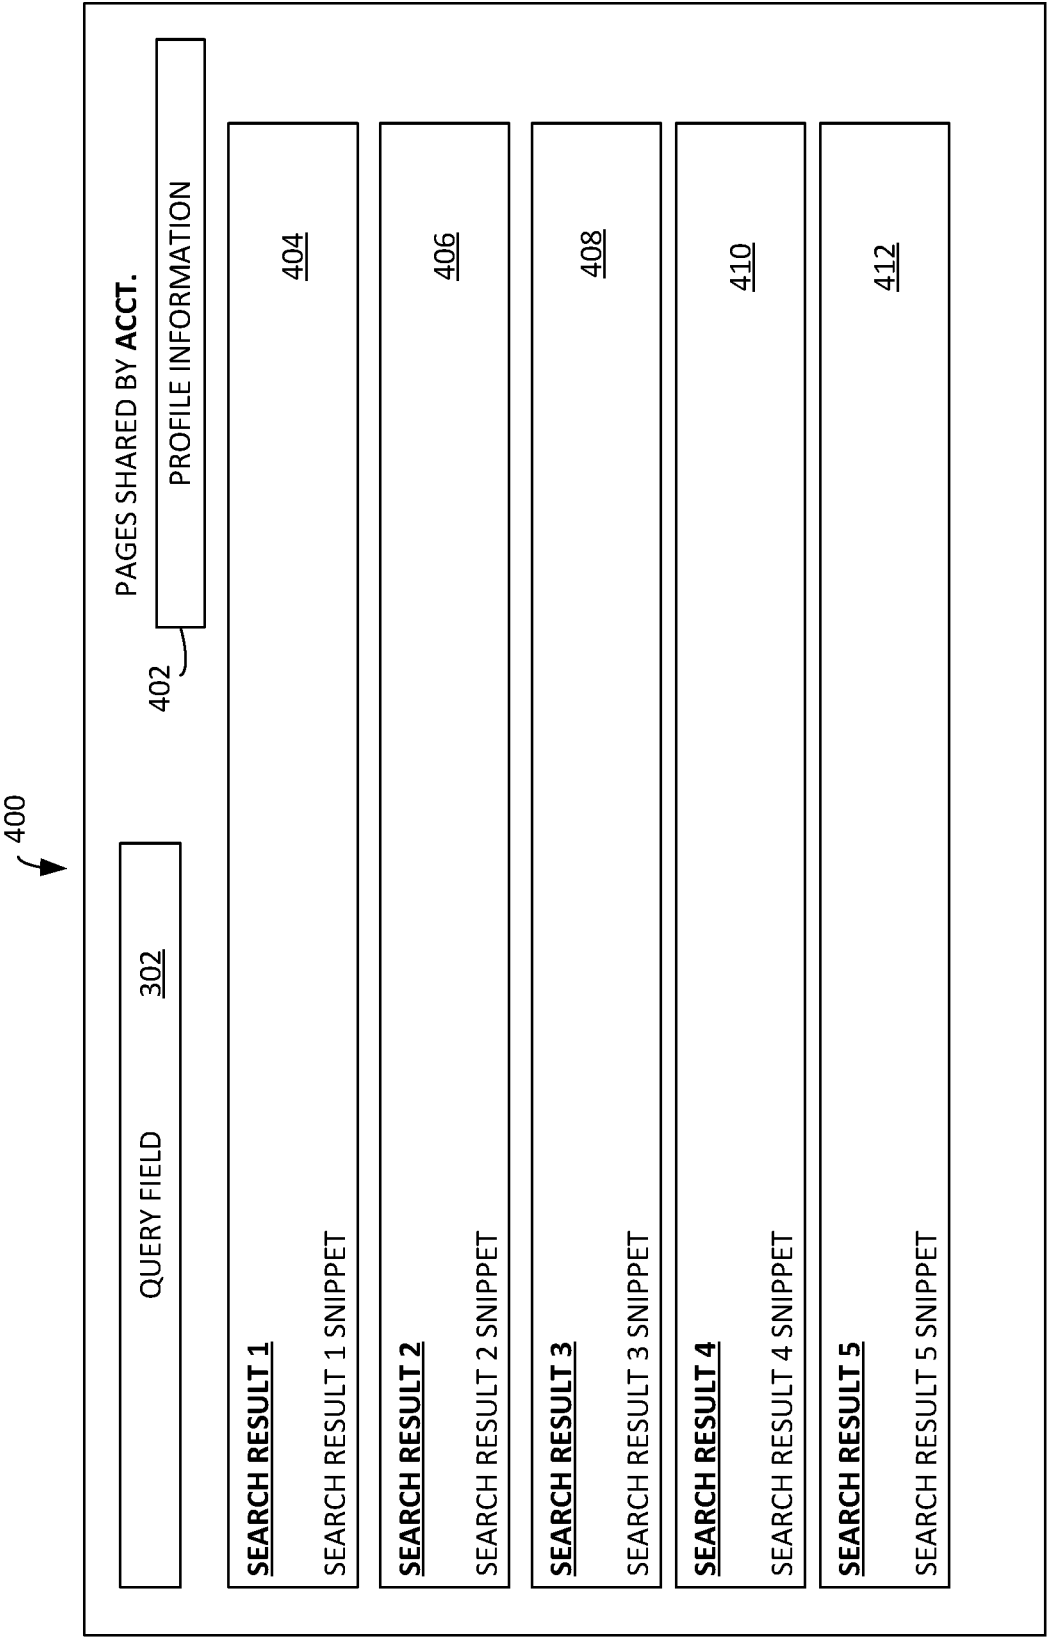 400
QUERY FIELD 302
PAGES SHARED BY ACCT.
402
PROFILE INFORMATION
SEARCH RESULT 1
404
SEARCH RESULT 1 SNIPPET
SEARCH RESULT 2
406
SEARCH RESULT 2 SNIPPET
SEARCH RESULT 3
408
SEARCH RESULT 3 SNIPPET
SEARCH RESULT 4
410
SEARCH RESULT 4 SNIPPET
SEARCH RESULT 5
412
SEARCH RESULT 5 SNIPPET